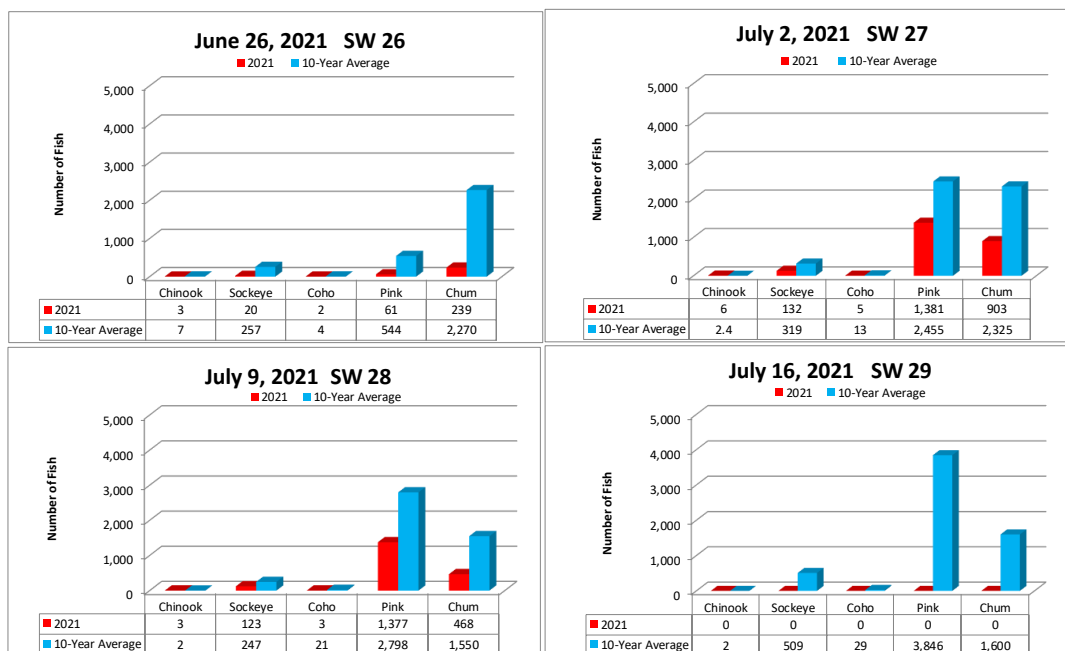 June 26, 2021 SW 26
2021 10-Year Average
Number of Fish
5,000
4,000
3,000
2,000
1,000
0
Chinook Sockeye Coho Pink Chum
2021 3 20 2 61 239
10-Year Average 7 257 4 544 2,270
July 2, 2021 SW 27
2021 10-Year Average
Number of Fish
5,000
4,000
3,000
2,000
1,000
0
Chinook Sockeye Coho Pink Chum
2021 6 132 5 1,381 903
10-Year Average 2.4 319 13 2,455 2,325
July 9, 2021 SW 28
2021 10-Year Average
Number of Fish
5,000
4,000
3,000
2,000
1,000
0
Chinook Sockeye Coho Pink Chum
2021 3 123 3 1,377 468
10-Year Average 2 247 21 2,798 1,550
July 16, 2021 SW 29
2021 10-Year Average
Number of Fish
5,000
4,000
3,000
2,000
1,000
0
Chinook Sockeye Coho Pink Chum
2021 0 0 0 0 0
10-Year Average 2 509 29 3,846 1,600